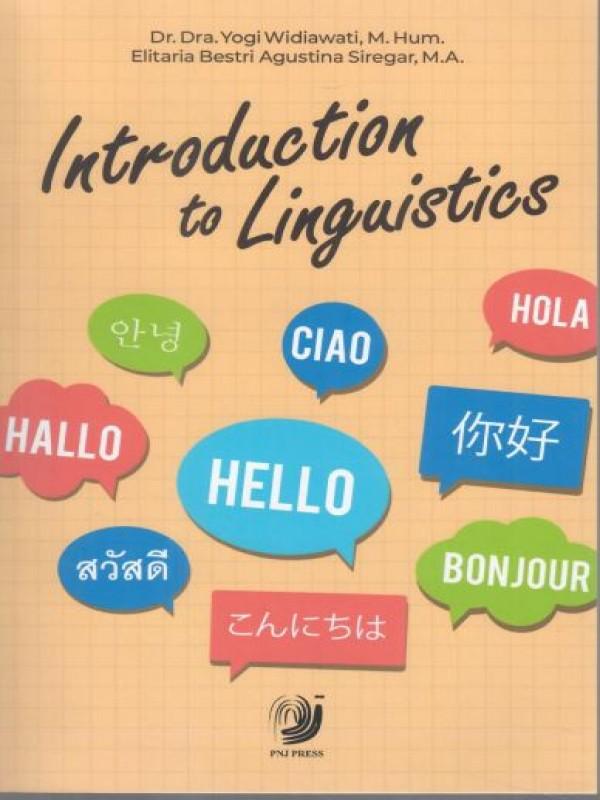 Dr. Dra. Yogi Widiawati, M. Hum.
Elitaria Bestri Agustina Siregar, M.A.
Introduction
to Linguistics
HOLA
안녕
CIAO
你好
HALLO
HELLO
สวัสดี
BONJOUR
こんにちは
PNJ PRESS